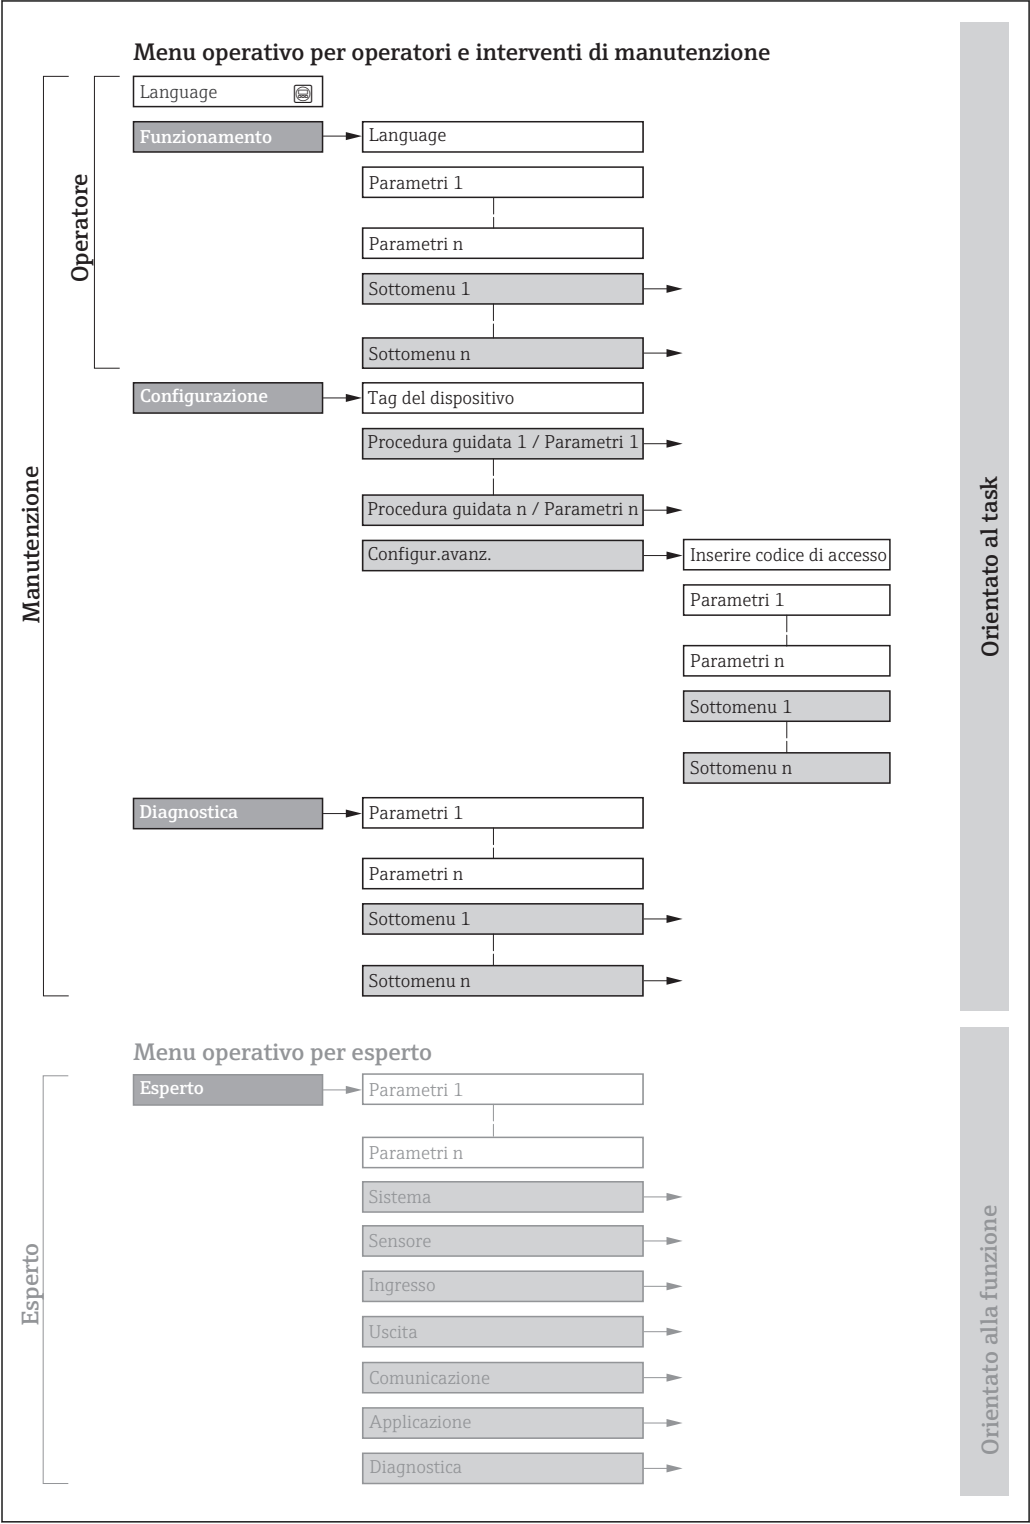 Menu operativo per operatori e interventi di manutenzione
Language
Funzionamento
Language
Parametri 1
Parametri n
Sottomenu 1
Sottomenu n
Operatore
Configurazione
Tag del dispositivo
Procedura guidata 1 / Parametri 1
Procedura guidata n / Parametri n
Configur.avanz.
Inserire codice di accesso
Parametri 1
Parametri n
Sottomenu 1
Sottomenu n
Manutenzione
Orientato al task
Diagnostica
Parametri 1
Parametri n
Sottomenu 1
Sottomenu n
Menu operativo per esperto
Esperto
Parametri 1
Parametri n
Sistema
Sensore
Ingresso
Uscita
Comunicazione
Applicazione
Diagnostica
Esperto
Orientato alla funzione